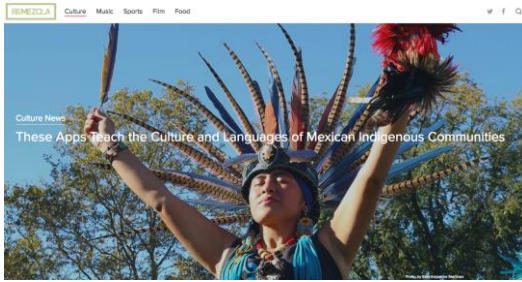 REMEZCLA
Culture Music Sports Film Food
Culture News
These Apps Teach the Culture and Languages of Mexican Indigenous Communities